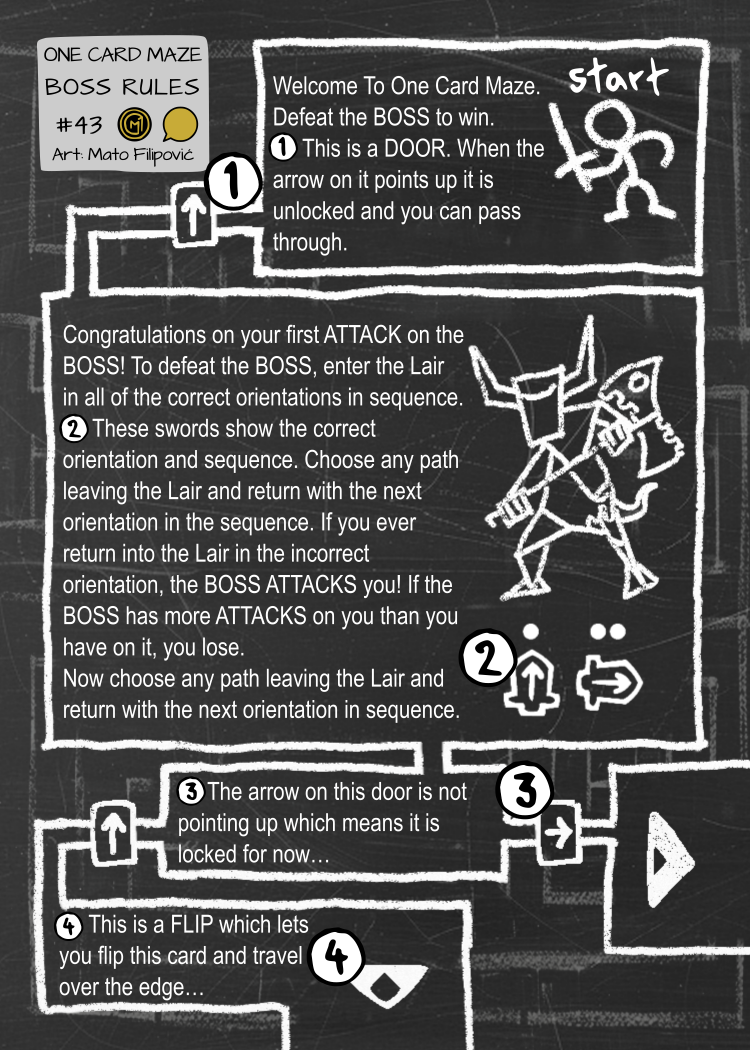 ONE CARD MAZE
BOSS RULES
#43
Art: Mato Filipović
start
Welcome To One Card Maze.
Defeat the BOSS to win.
1 This is a DOOR. When the
arrow on it points up it is
unlocked and you can pass
through.
1
Congratulations on your first ATTACK on the
BOSS! To defeat the BOSS, enter the Lair
in all of the correct orientations in sequence.
2 These swords show the correct
orientation and sequence. Choose any path
leaving the Lair and return with the next
orientation in the sequence. If you ever
return into the Lair in the incorrect
orientation, the BOSS ATTACKS you! If the
BOSS has more ATTACKS on you than you
have on it, you lose.
Now choose any path leaving the Lair and
return with the next orientation in sequence.
2
3 The arrow on this door is not
pointing up which means it is
locked for now…
3
4 This is a FLIP which lets
you flip this card and travel
over the edge…
4